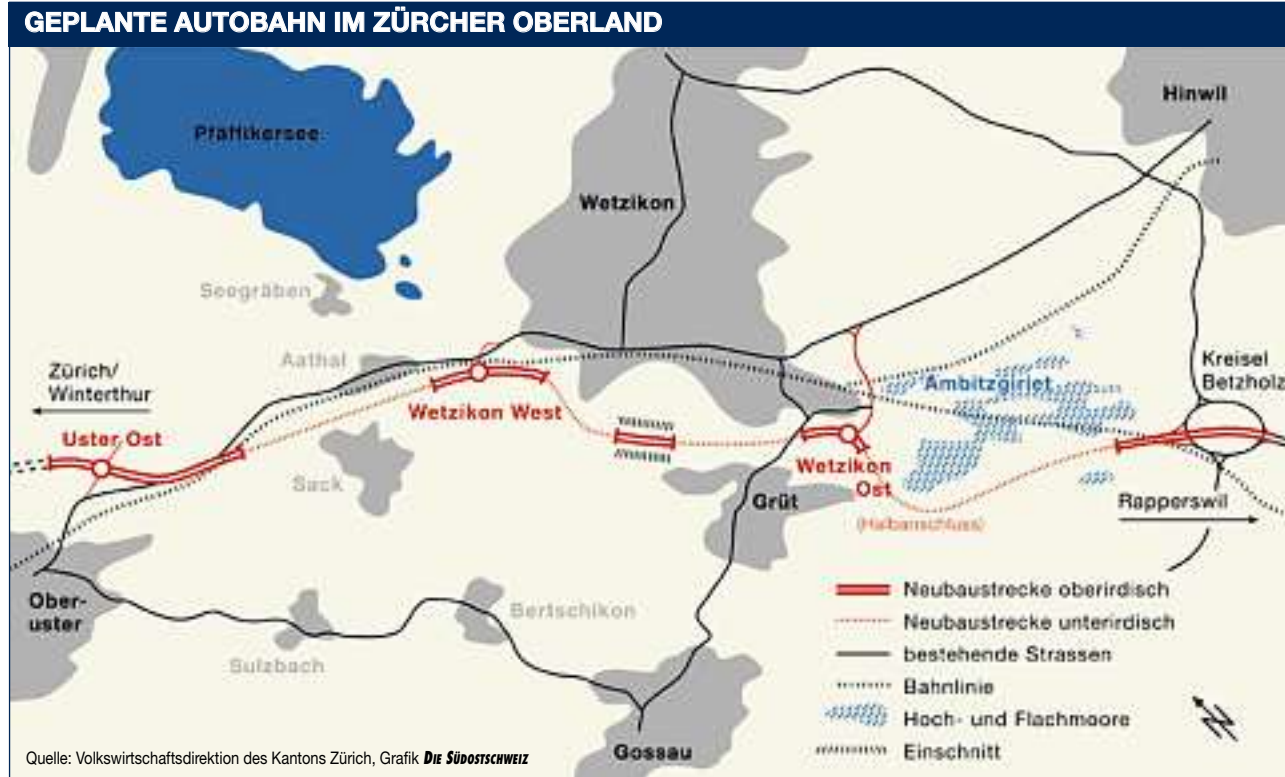 GEPLANTE AUTOBAHN IM ZÜRCHER OBERLAND
Pfäffikersee
Hinwil
Wetzikon
Seegräben
Aathal
Zürich/
Winterthur
Kreisel
Betzholz
Ambitzgiriet
Wetzikon West
Uster Ost
Wetzikon
Ost
Sack
Grüt
Rapperswil
(Halbanschluss)
Ober-
uster
Bertschikon
Sulzbach
Gossau
Neubaustrecke oberirdisch
Neubaustrecke unterirdisch
bestehende Strassen
Bahnlinie
Hoch- und Flachmoore
Einschnitt
Quelle: Volkswirtschaftsdirektion des Kantons Zürich, Grafik DIE SÜDOSTSCHWEIZ